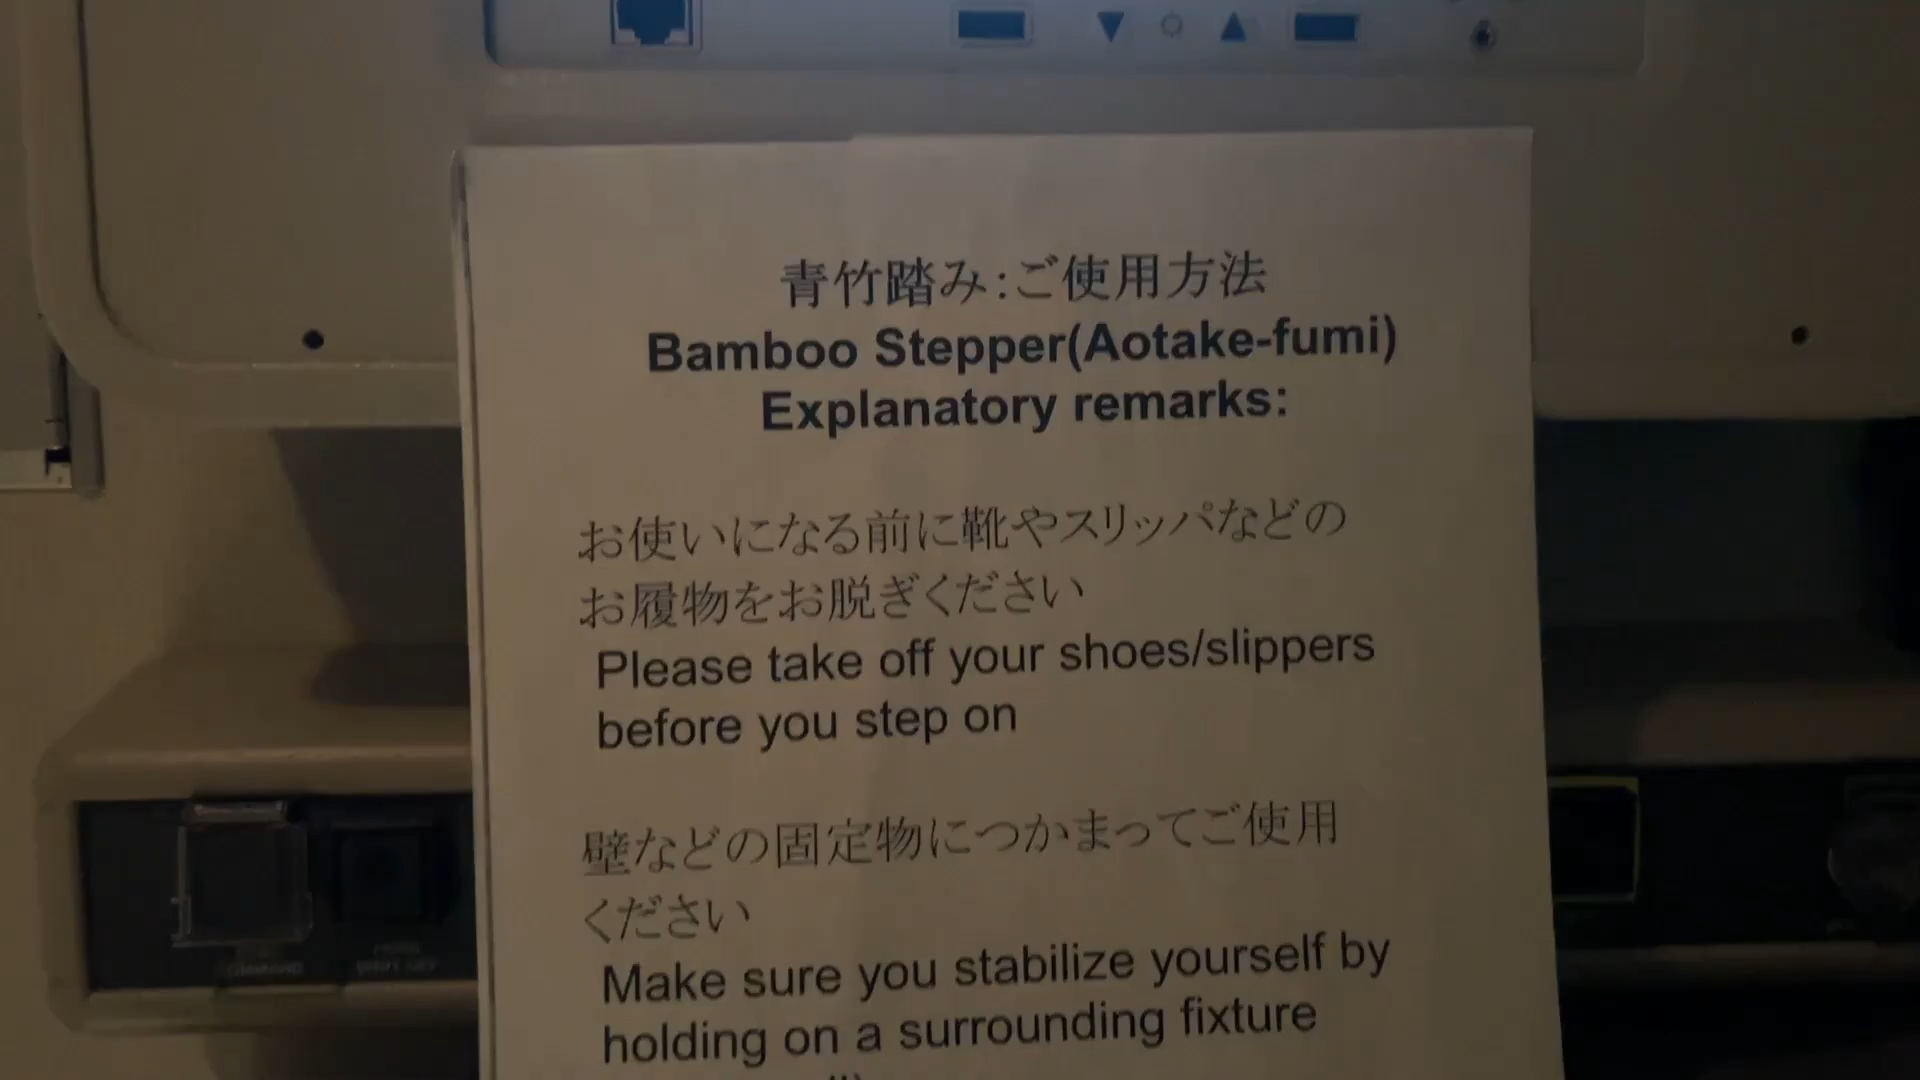 青竹踏み:ご使用方法
Bamboo Stepper(Aotake-fumi)
Explanatory remarks:
お使いになる前に靴やスリッパなどの
お履物をお脱ぎください
Please take off your shoes/slippers
before you step on
壁などの固定物につかまってご使用
ください
Make sure you stabilize yourself by
holding on a surrounding fixture